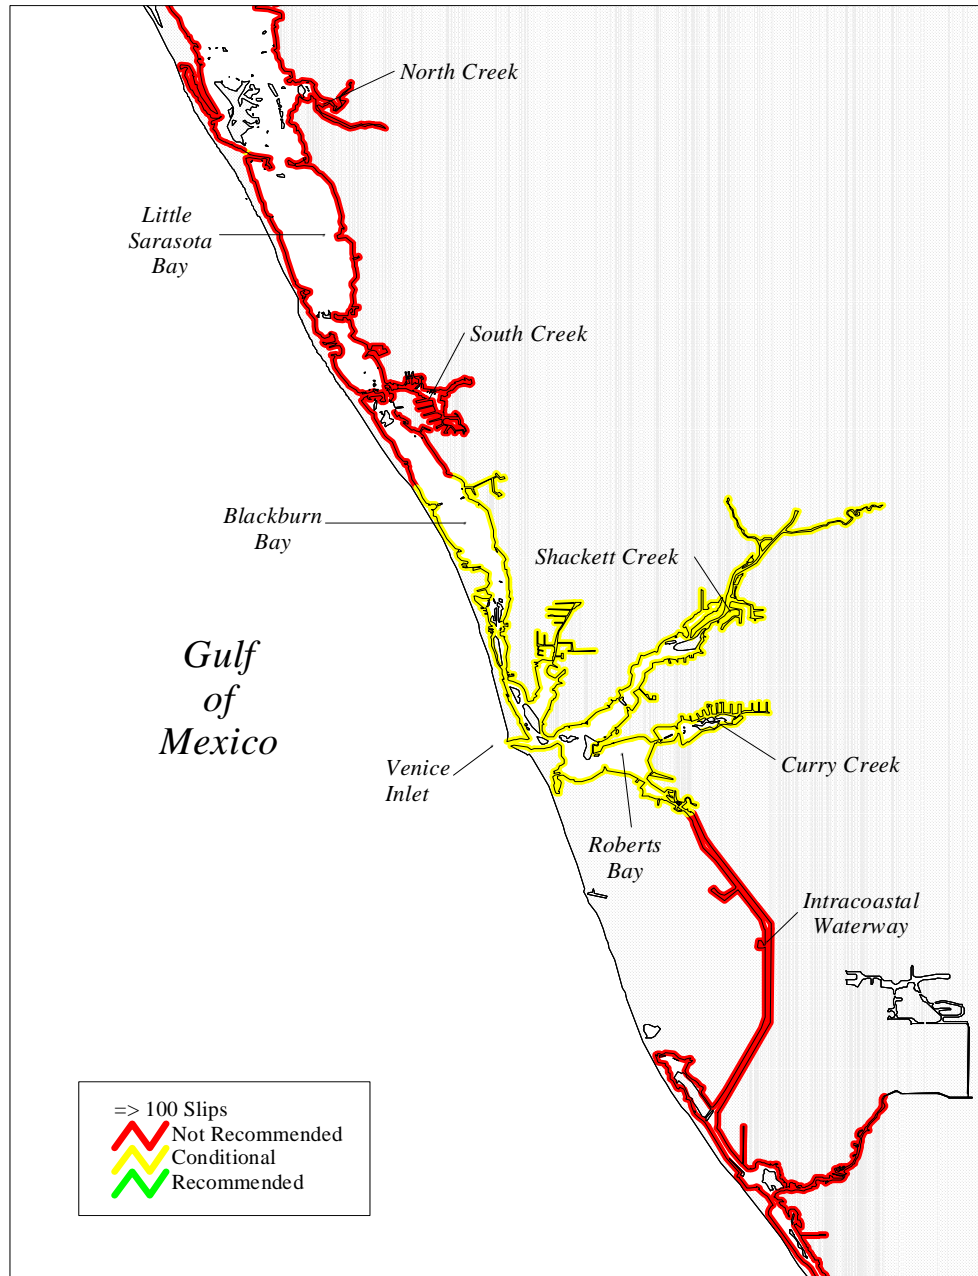 North Creek
Little
Sarasota
Bay
South Creek
Blackburn
Bay
Shackett Creek
Gulf
of
Mexico
Venice
Inlet
Curry Creek
Roberts
Bay
Intracoastal
Waterway
=> 100 Slips
Not Recommended
Conditional
Recommended